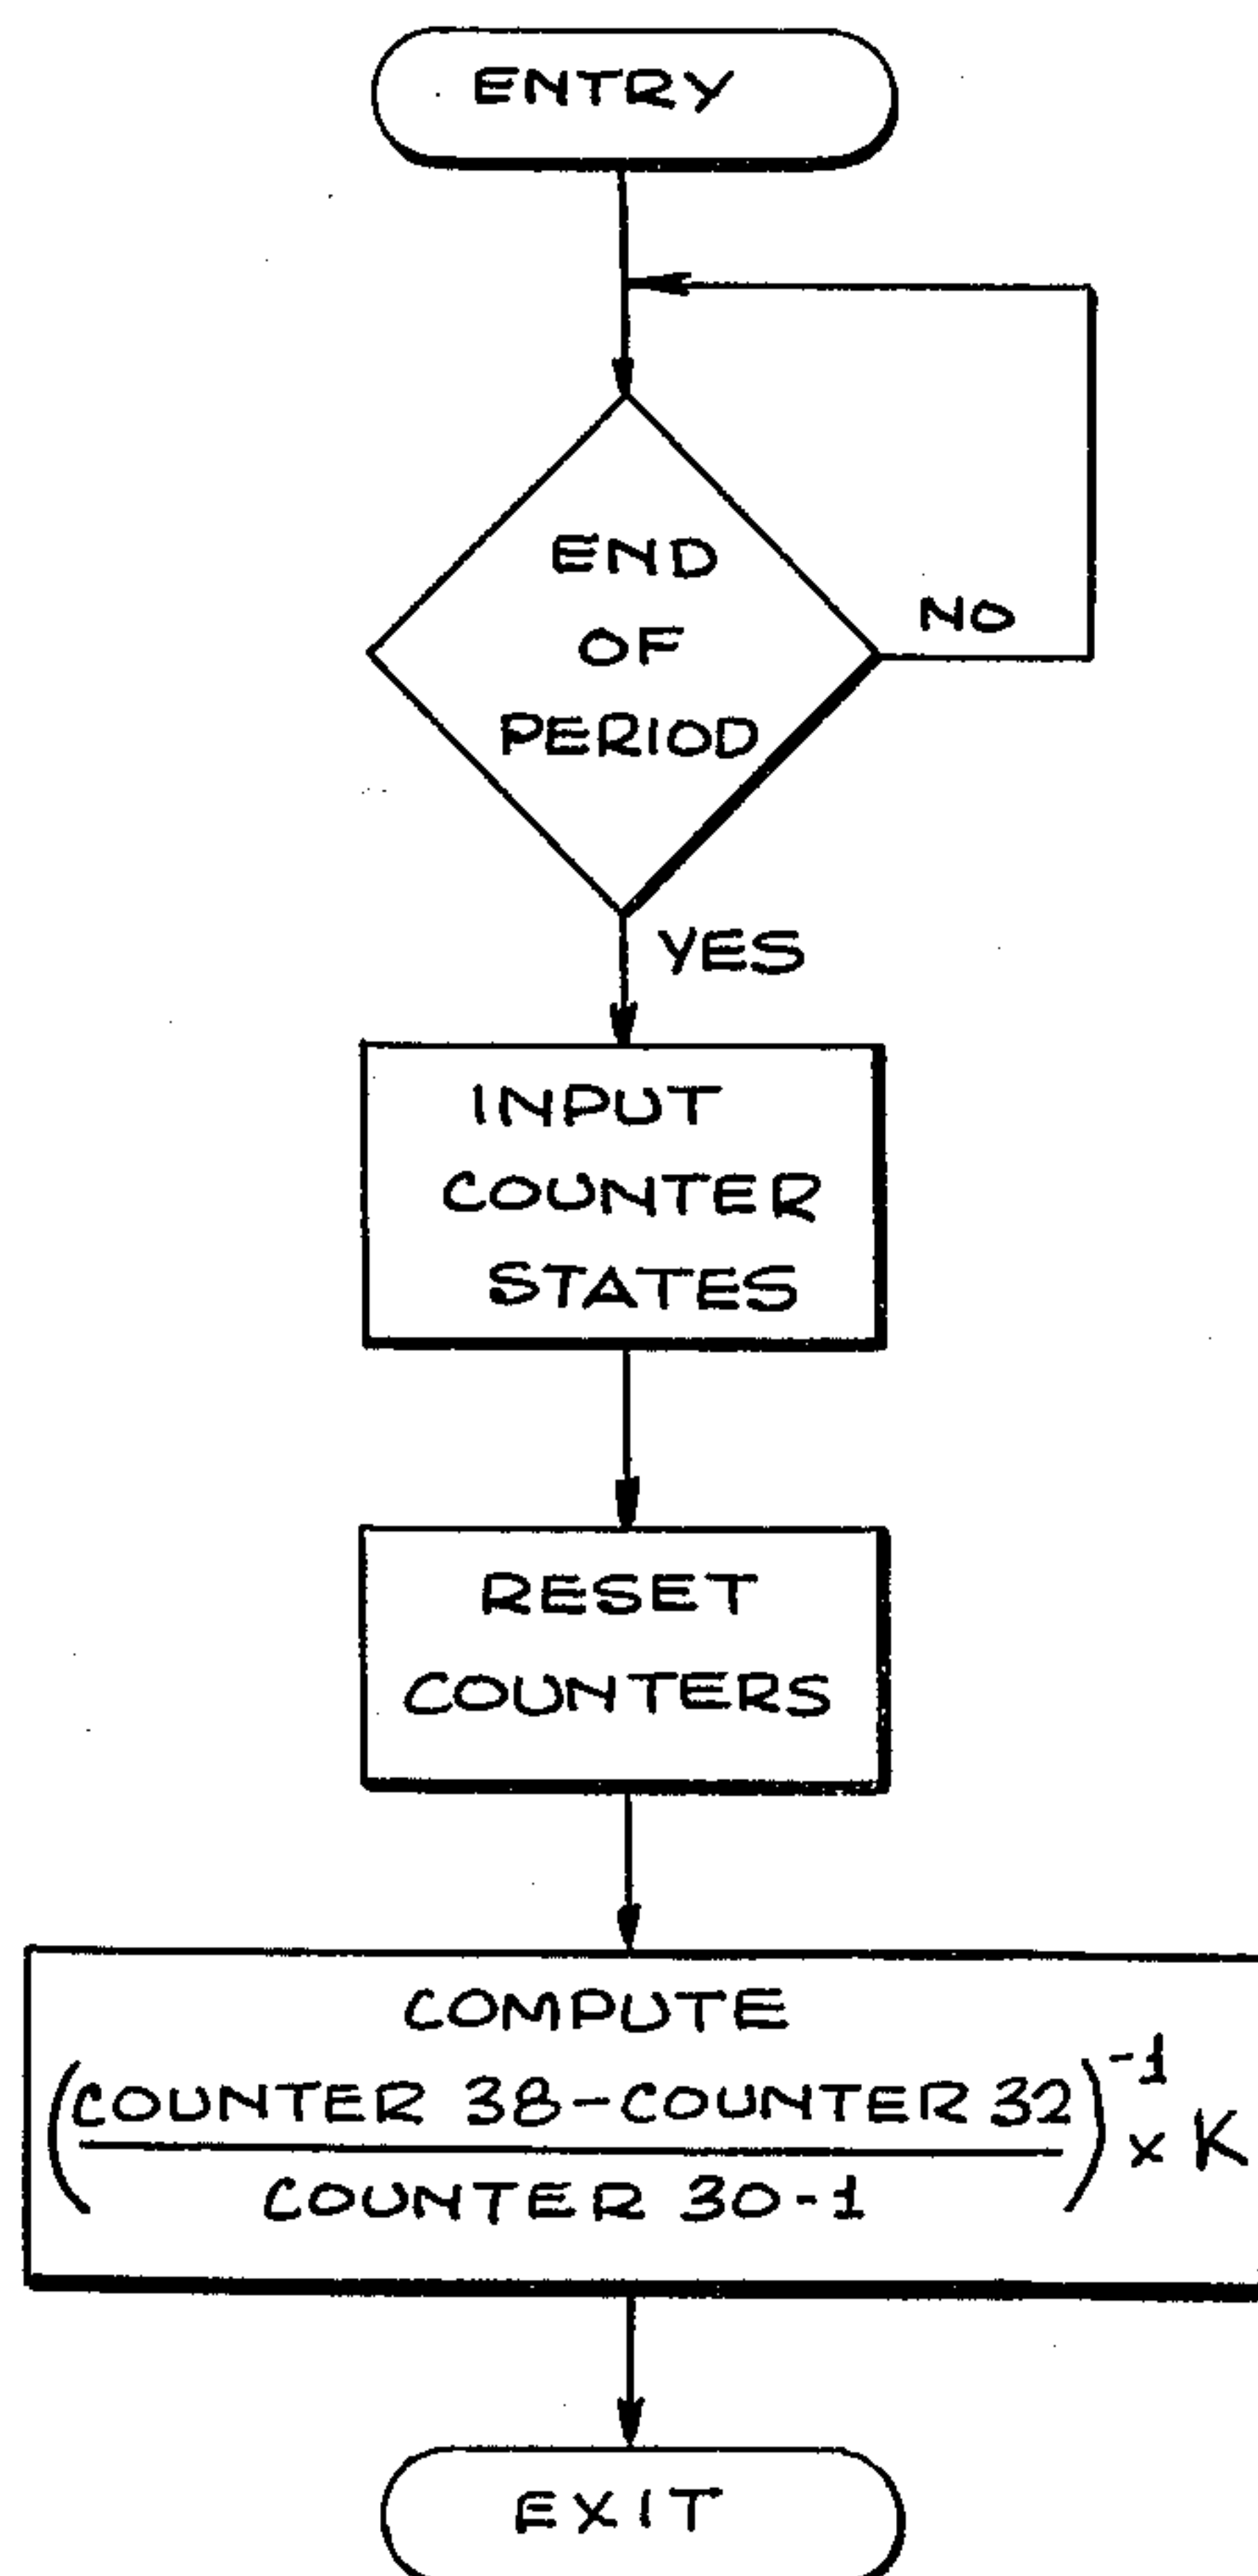 ENTRY
END
OF
PERIOD
NO
YES
INPUT
COUNTER
STATES
RESET
COUNTERS
COMPUTE
(COUNTER 38-COUNTER 32)⁻¹ x K
COUNTER 30-1
EXIT